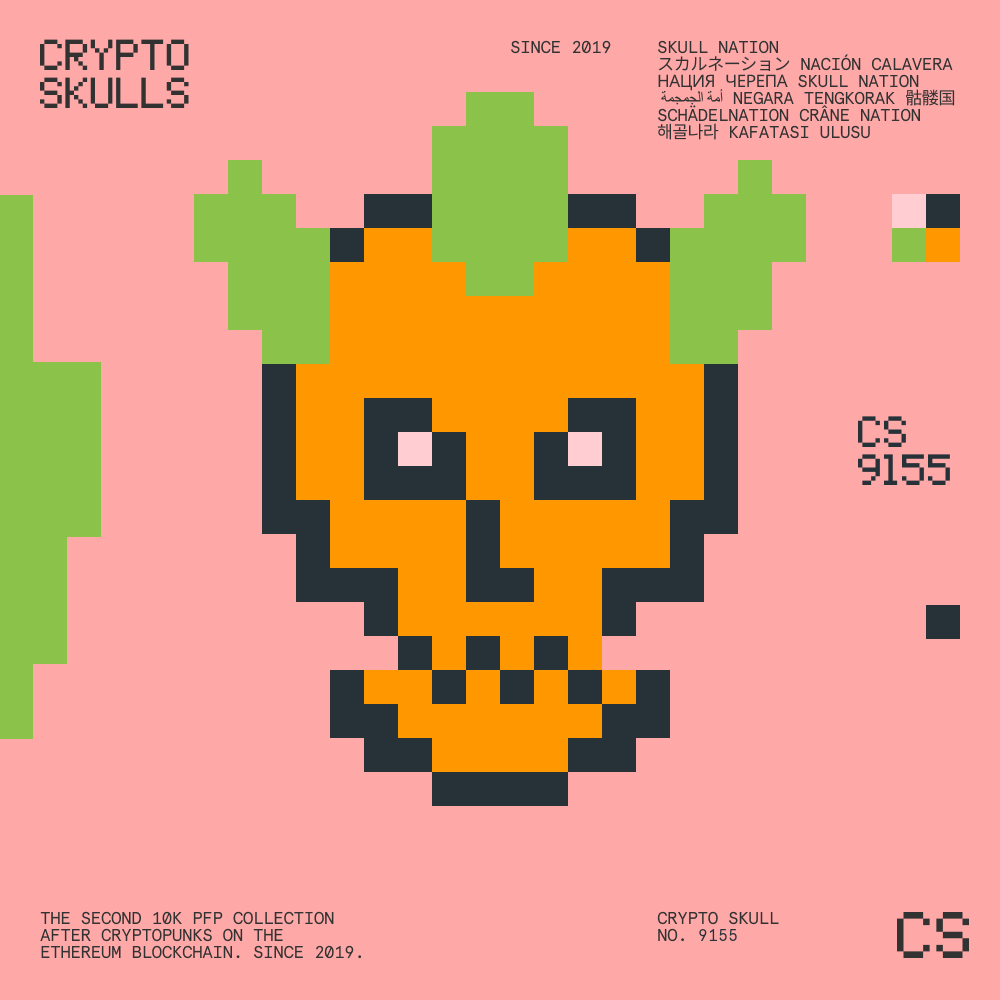 CRYPTO
SKULLS
SINCE 2019
SKULL NATION
スカルネーション NACIÓN CALAVERA
НАЦИЯ ЧЕРЕПА SKULL NATION
أمة الجمجمة NEGARA TENGKORAK 骷髅国
SCHÄDELNATION CRÂNE NATION
해골나라 KAFATASI ULUSU
CS
9155
THE SECOND 10K PFP COLLECTION
AFTER CRYPTOPUNKS ON THE
ETHEREUM BLOCKCHAIN. SINCE 2019.
CRYPTO SKULL
NO. 9155
CS